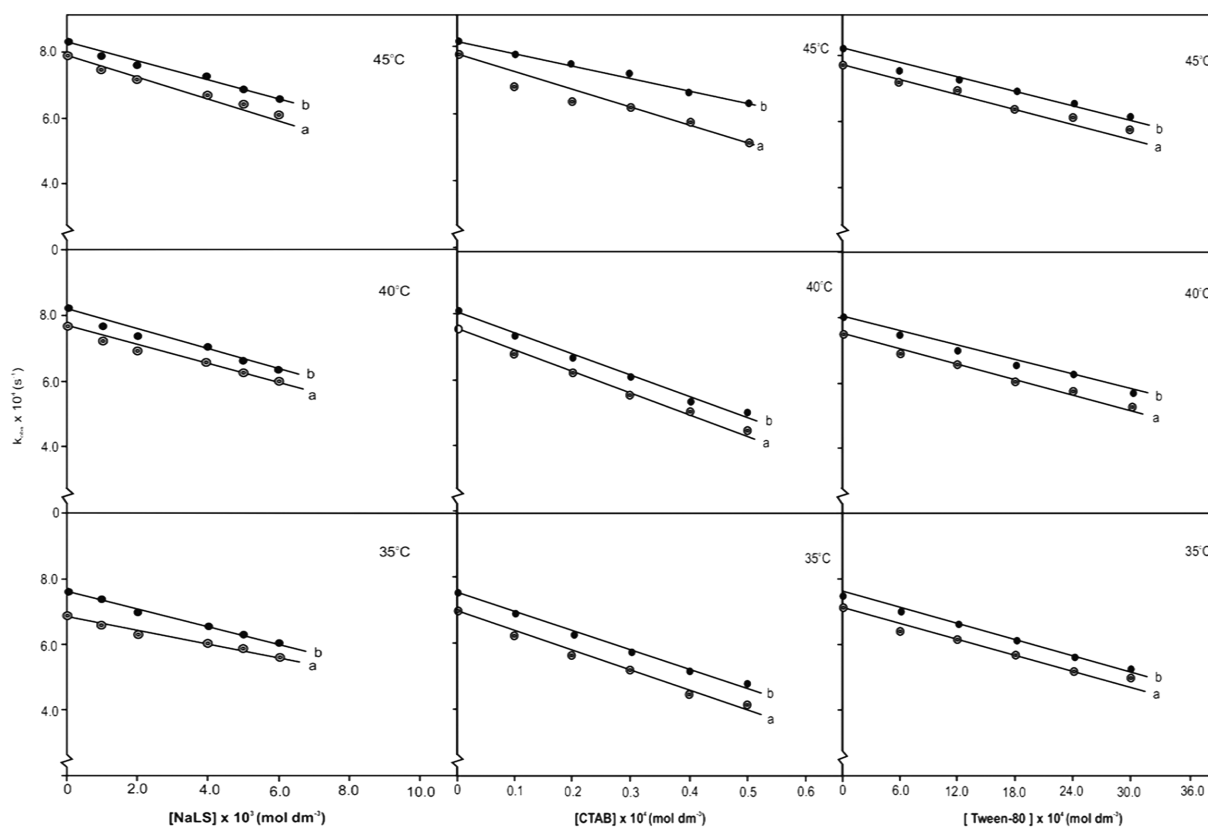 8.0
6.0
4.0
0
45°C
b
a
45°C
b
a
45°C
b
a
8.0
6.0
4.0
0
40°C
b
a
40°C
b
a
40°C
b
a
k x 10⁴ (s⁻¹)
8.0
6.0
4.0
35°C
b
a
35°C
b
a
35°C
b
a
0 2.0 4.0 6.0 8.0 10.0 0 0.1 0.2 0.3 0.4 0.5 0.6 0 6.0 12.0 18.0 24.0 30.0 36.0
[NaLS] x 10³ (mol dm⁻³) [CTAB] x 10⁴ (mol dm⁻³) [ Tween-80 ] x 10⁴ (mol dm⁻³)